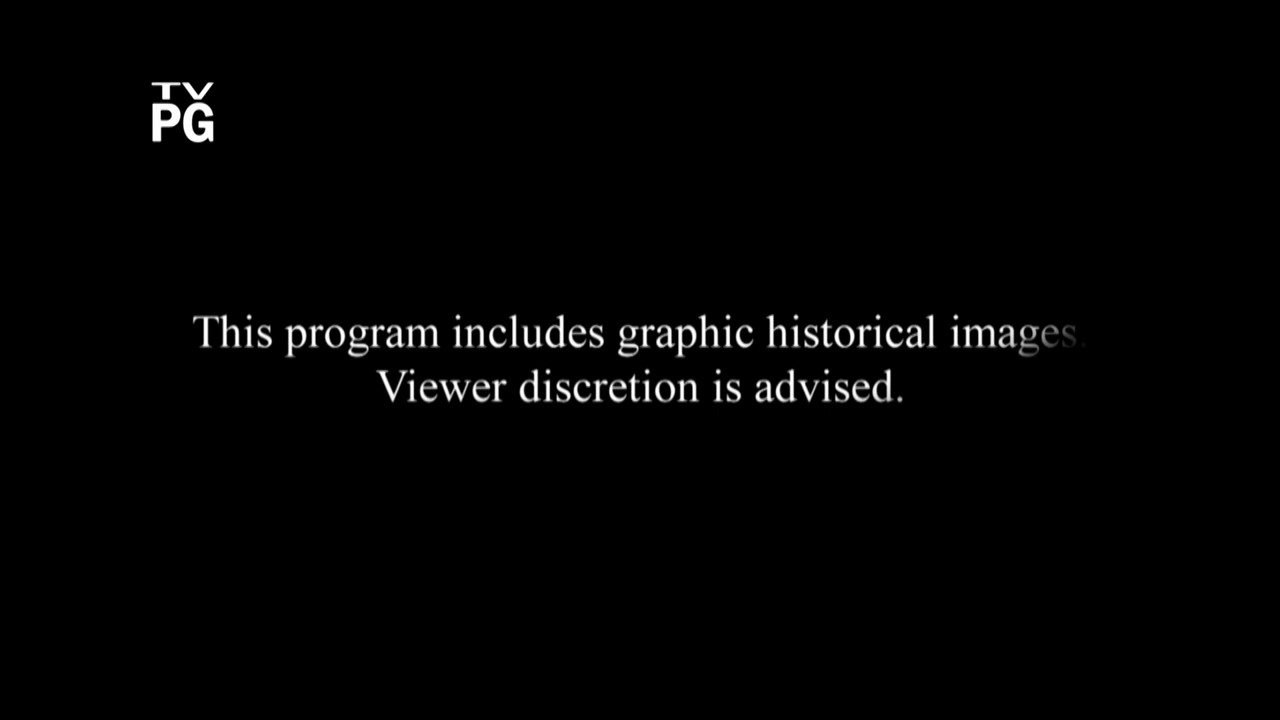 TV
PG
This program includes graphic historical images.
Viewer discretion is advised.